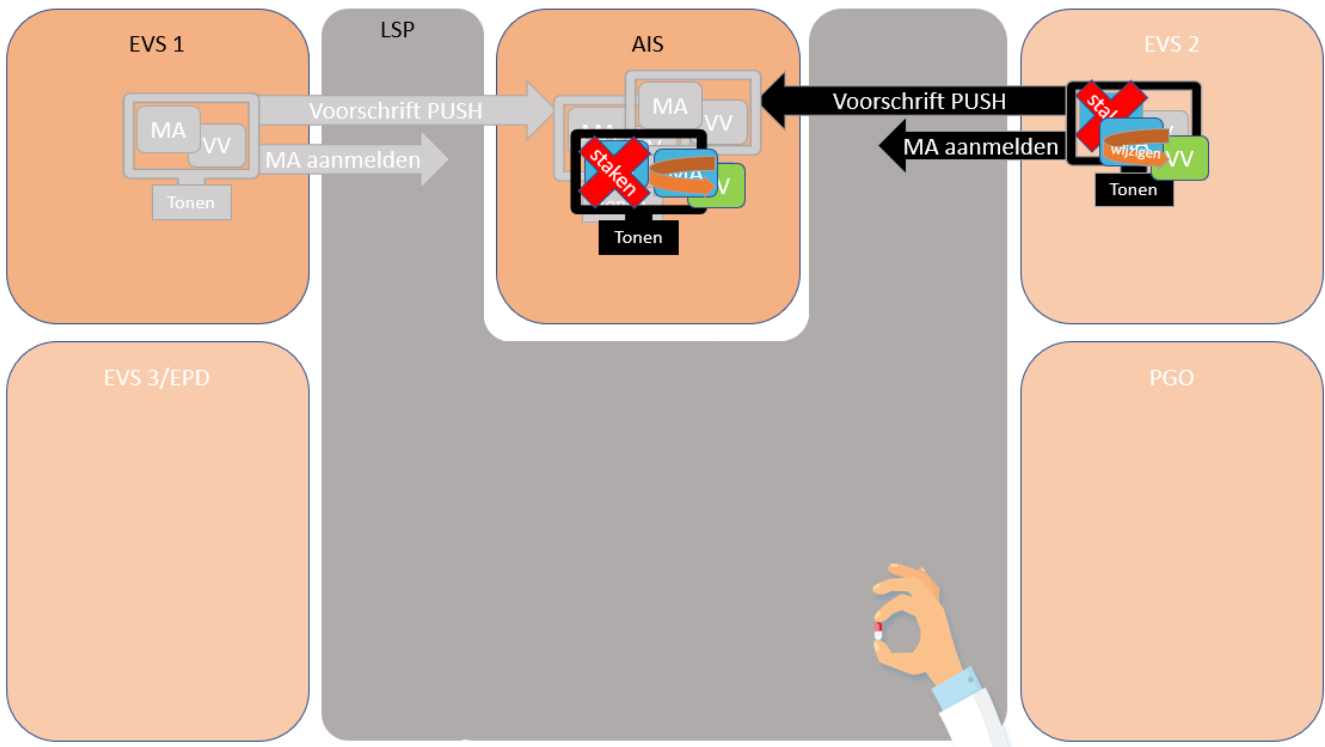 EVS 1
LSP
AIS
EVS 2
MA
VV
Tonen
Voorschrift PUSH
MA aanmelden
MA
VV
staken
MA
V
Tonen
Voorschrift PUSH
MA aanmelden
wijzigen
VV
Tonen
EVS 3/EPD
PGO